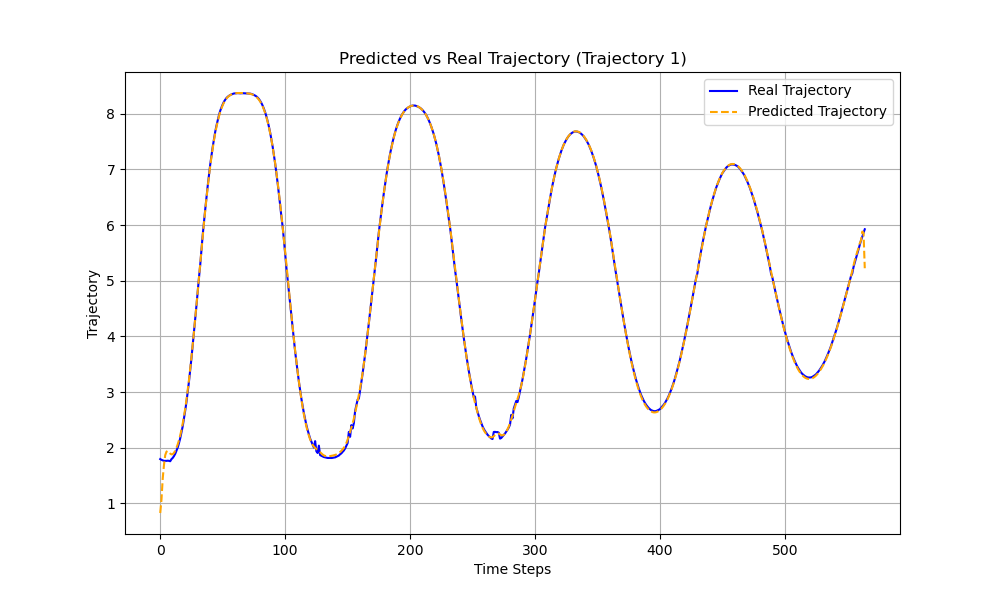 Predicted vs Real Trajectory (Trajectory 1)
Real Trajectory
Predicted Trajectory
Trajectory
8
7
6
5
4
3
2
1
0 100 200 300 400 500
Time Steps